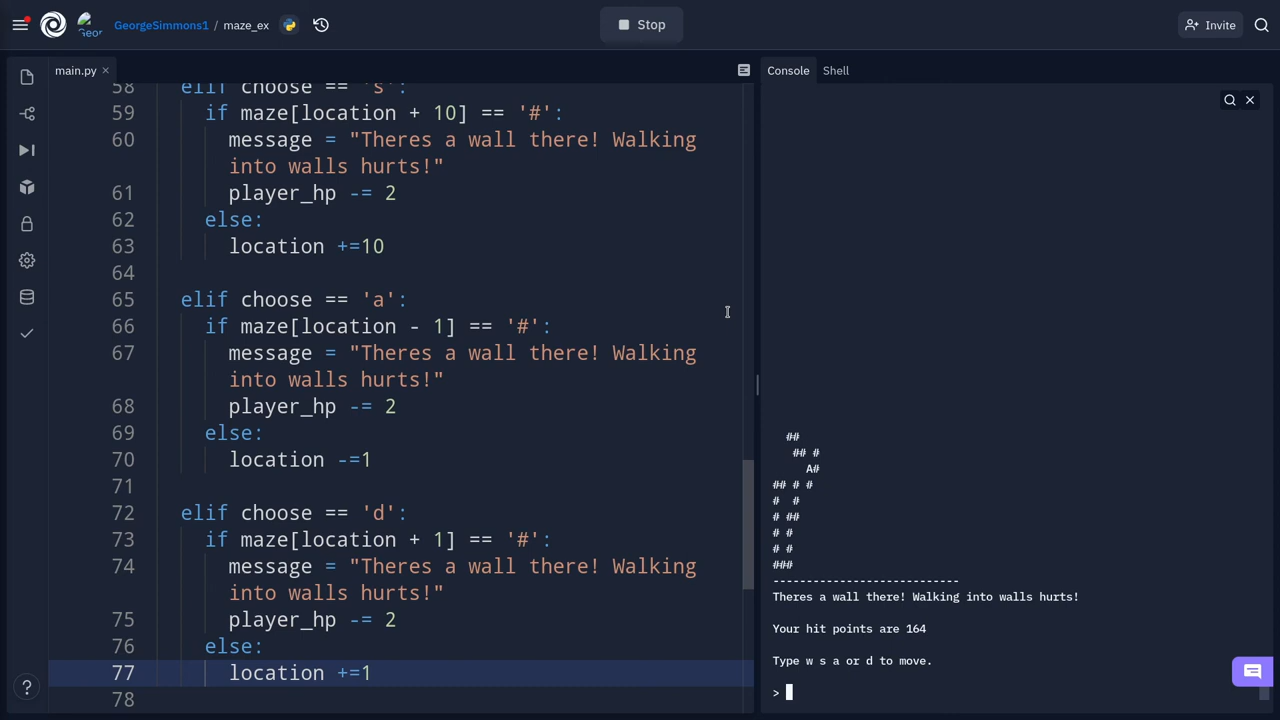 GeorgeSimmons1 / maze_ex
Stop
Invite
main.py
Console
Shell
58 elif choose == 's':
59 if maze[location + 10] == '#':
60 message = "Theres a wall there! Walking
into walls hurts!"
61 player_hp -= 2
62 else:
63 location +=10
64
65 elif choose == 'a':
66 if maze[location - 1] == '#':
67 message = "Theres a wall there! Walking
into walls hurts!"
68 player_hp -= 2
69 else:
70 location -=1
71
72 elif choose == 'd':
73 if maze[location + 1] == '#':
74 message = "Theres a wall there! Walking
into walls hurts!"
75 player_hp -= 2
76 else:
77 location +=1
78
  ##
   ## #
     A#
## # #
#  #
# ##
# #
# #
###
----------------------------
Theres a wall there! Walking into walls hurts!
Your hit points are 164
Type w s a or d to move.
>